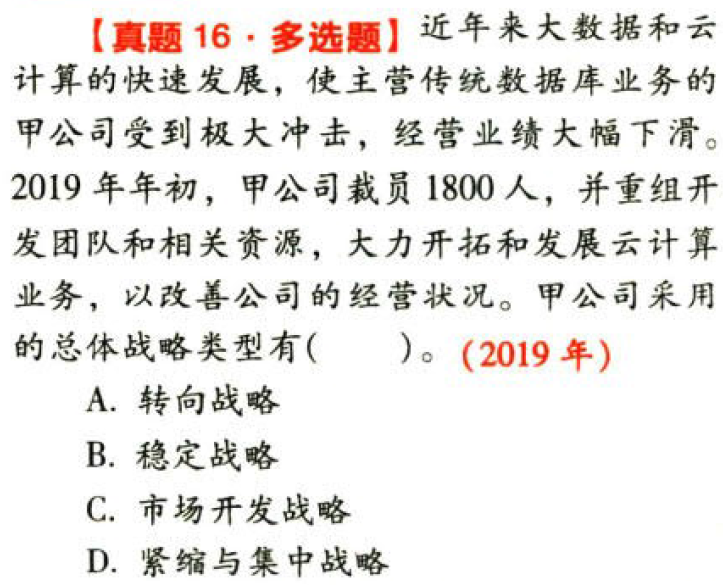 【真题 16·多选题】近年来大数据和云
计算的快速发展，使主营传统数据库业务的
甲公司受到极大冲击，经营业绩大幅下滑。
2019 年年初，甲公司裁员 1800 人，并重组开
发团队和相关资源，大力开拓和发展云计算
业务，以改善公司的经营状况。甲公司采用
的总体战略类型有(　　)。(2019 年)
A. 转向战略
B. 稳定战略
C. 市场开发战略
D. 紧缩与集中战略